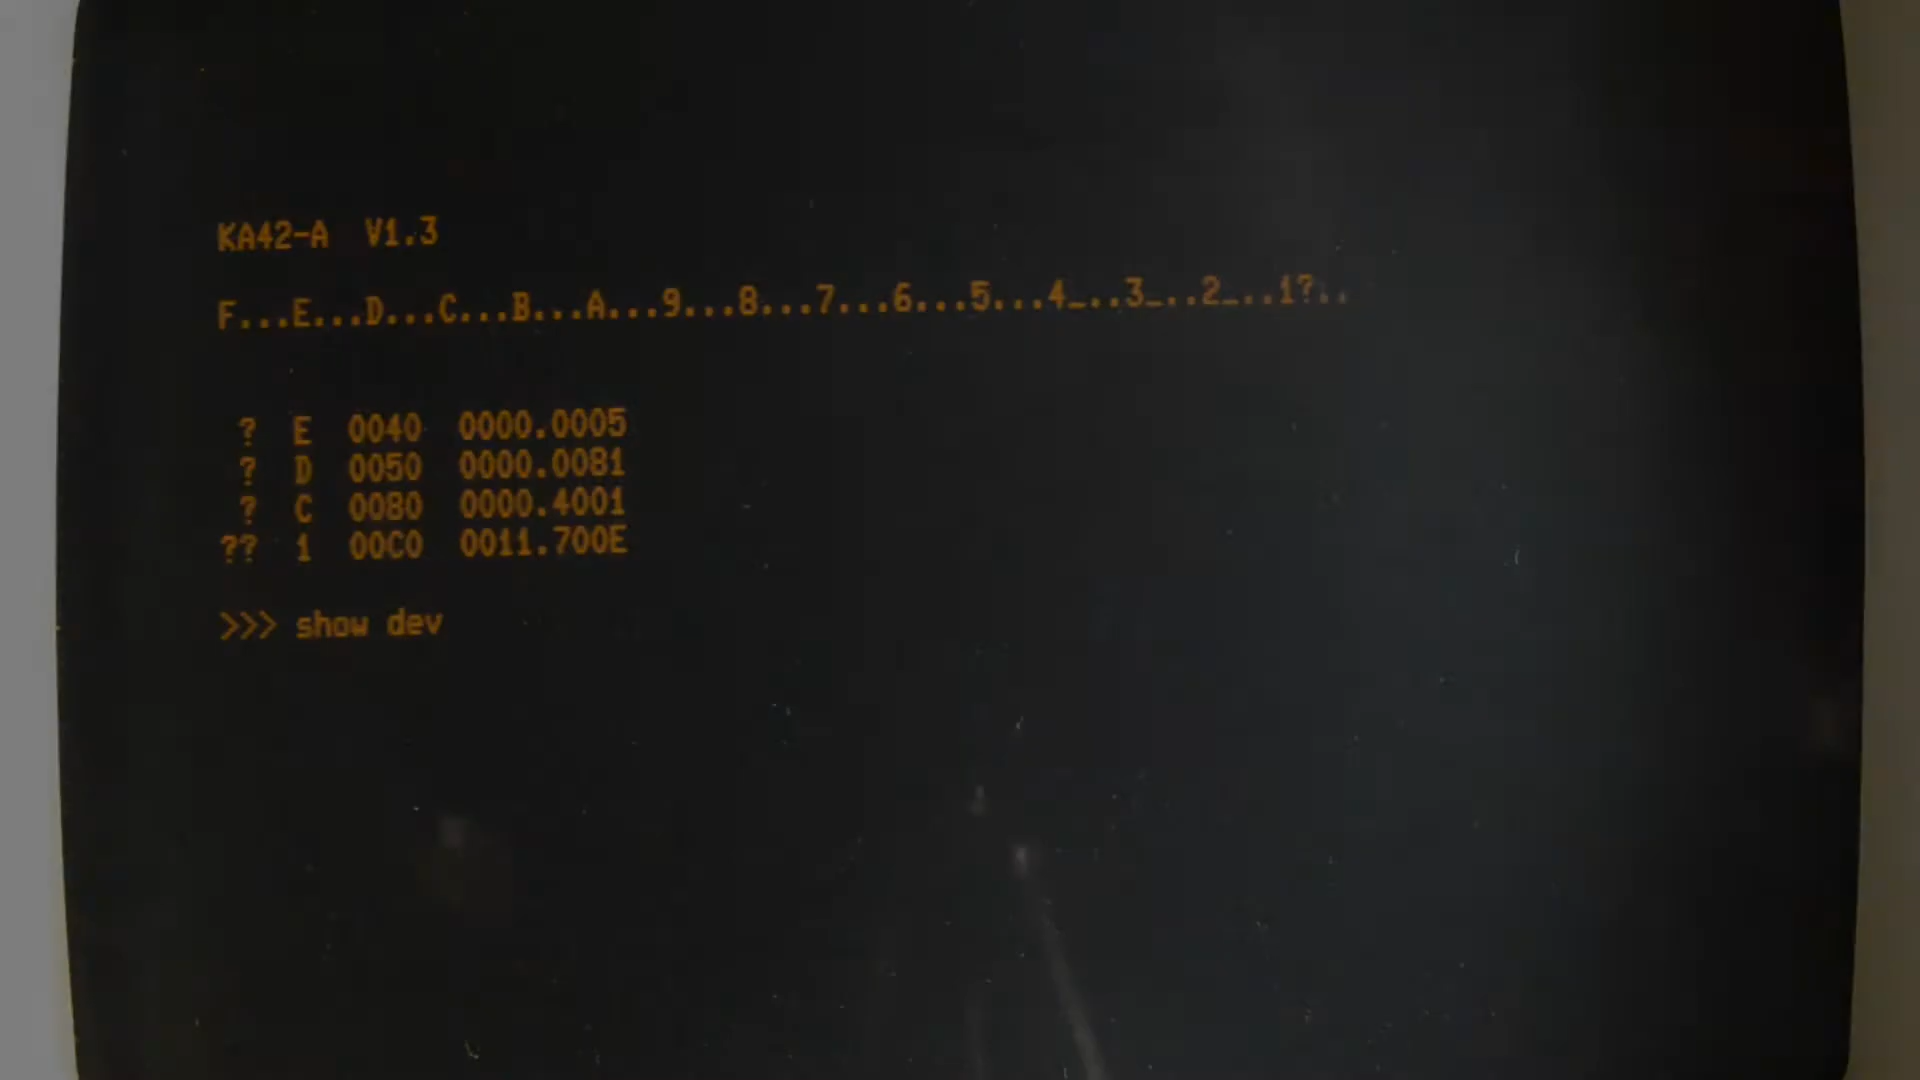 KA42-A  V1.3
F...E...D...C...B...A...9...8...7...6...5...4_..3_..2_..1?..
?  E  0040  0000.0005
?  D  0050  0000.0081
?  C  0080  0000.4001
??  1  00C0  0011.700E
>>> show dev